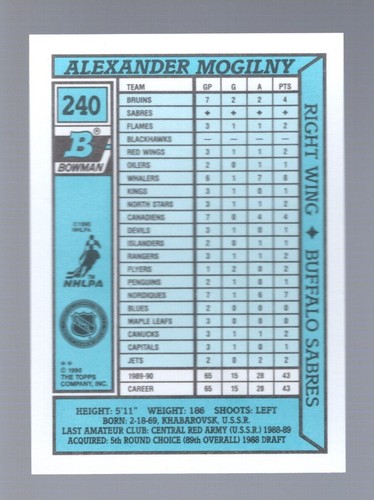 ALEXANDER MOGILNY
240
B®
BOWMAN
©1990
NHLPA
TM
NHLPA
NATIONAL HOCKEY LEAGUE
**
© 1990
THE TOPPS
COMPANY, INC.
TEAM GP G A PTS
BRUINS 7 2 2 4
SABRES + + + +
FLAMES 3 1 1 2
BLACKHAWKS — — — —
RED WINGS 3 1 1 2
OILERS 2 0 1 1
WHALERS 6 1 7 8
KINGS 3 1 0 1
NORTH STARS 3 1 1 2
CANADIENS 7 0 4 4
DEVILS 3 1 0 1
ISLANDERS 2 0 1 1
RANGERS 3 1 1 2
FLYERS 1 2 0 2
PENGUINS 2 1 0 1
NORDIQUES 7 1 6 7
BLUES 2 0 0 0
MAPLE LEAFS 3 0 0 0
CANUCKS 3 1 1 2
CAPITALS 3 1 0 1
JETS 2 0 2 2
1989-90 65 15 28 43
CAREER 65 15 28 43
RIGHT WING ✦ BUFFALO SABRES
HEIGHT: 5'11" WEIGHT: 186 SHOOTS: LEFT
BORN: 2-18-69, KHABAROVSK, U.S.S.R.
LAST AMATEUR CLUB: CENTRAL RED ARMY (U.S.S.R.) 1988-89
ACQUIRED: 5th ROUND CHOICE (89th OVERALL) 1988 DRAFT